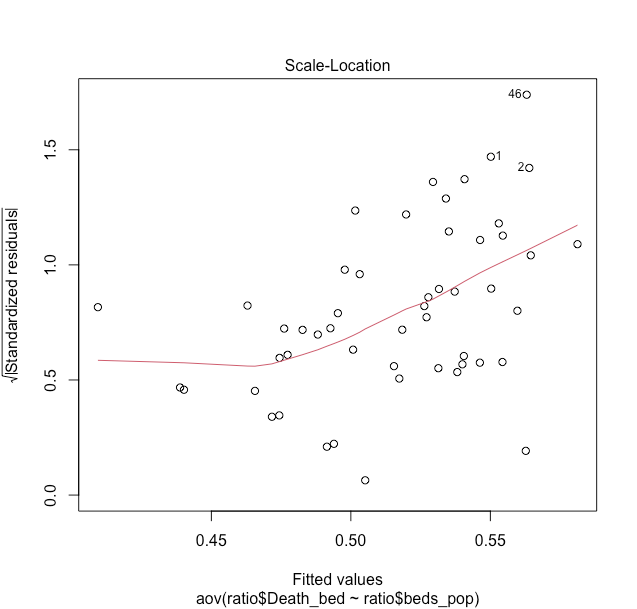 Scale-Location
46
1
2
√|Standardized residuals|
1.5
1.0
0.5
0.0
0.45 0.50 0.55
Fitted values
aov(ratio$Death_bed ~ ratio$beds_pop)